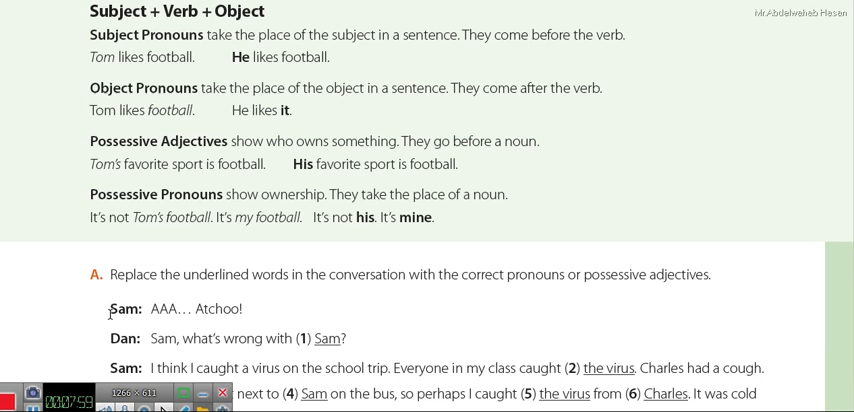 Mr.Abdelweheb Hesen
Subject + Verb + Object
Subject Pronouns take the place of the subject in a sentence. They come before the verb.
Tom likes football. He likes football.
Object Pronouns take the place of the object in a sentence. They come after the verb.
Tom likes football. He likes it.
Possessive Adjectives show who owns something. They go before a noun.
Tom's favorite sport is football. His favorite sport is football.
Possessive Pronouns show ownership. They take the place of a noun.
It's not Tom's football. It's my football. It's not his. It's mine.
A. Replace the underlined words in the conversation with the correct pronouns or possessive adjectives.
Sam: AAA… Atchoo!
Dan: Sam, what's wrong with (1) Sam?
Sam: I think I caught a virus on the school trip. Everyone in my class caught (2) the virus. Charles had a cough.
next to (4) Sam on the bus, so perhaps I caught (5) the virus from (6) Charles. It was cold
1266 × 611
00:07:59